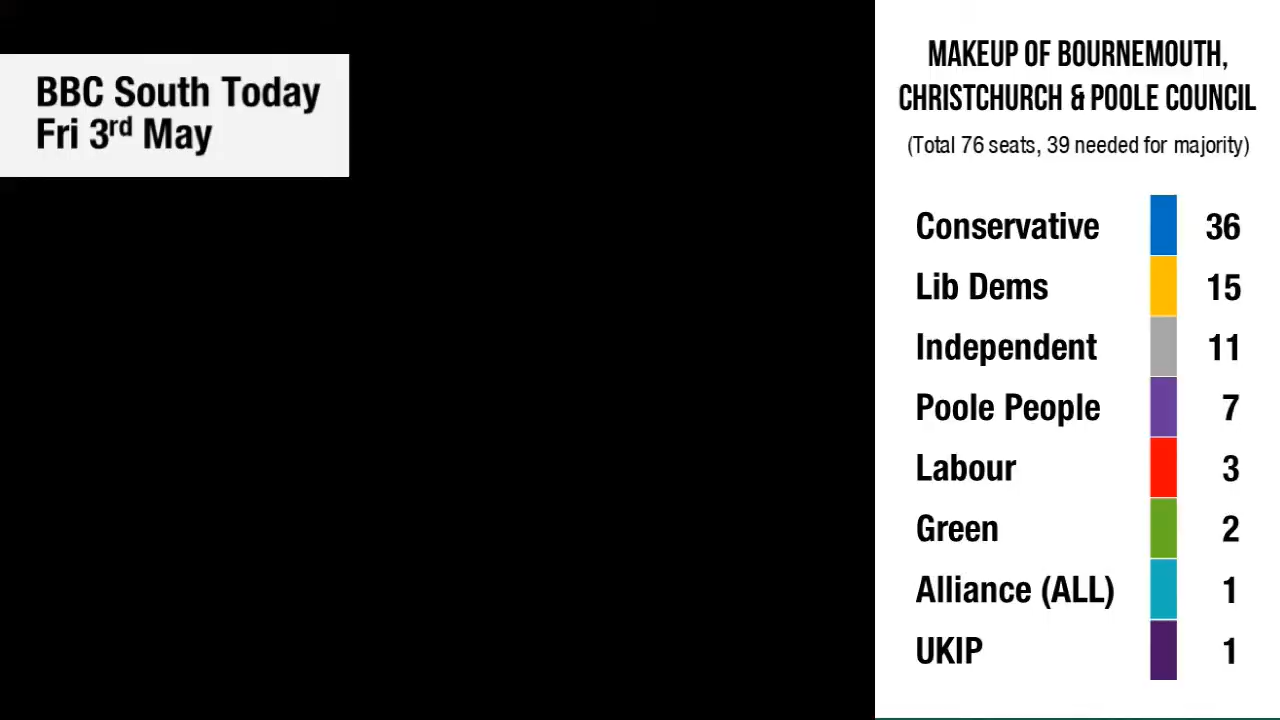 BBC South Today
Fri 3rd May
MAKEUP OF BOURNEMOUTH,
CHRISTCHURCH & POOLE COUNCIL
(Total 76 seats, 39 needed for majority)
Conservative 36
Lib Dems 15
Independent 11
Poole People 7
Labour 3
Green 2
Alliance (ALL) 1
UKIP 1